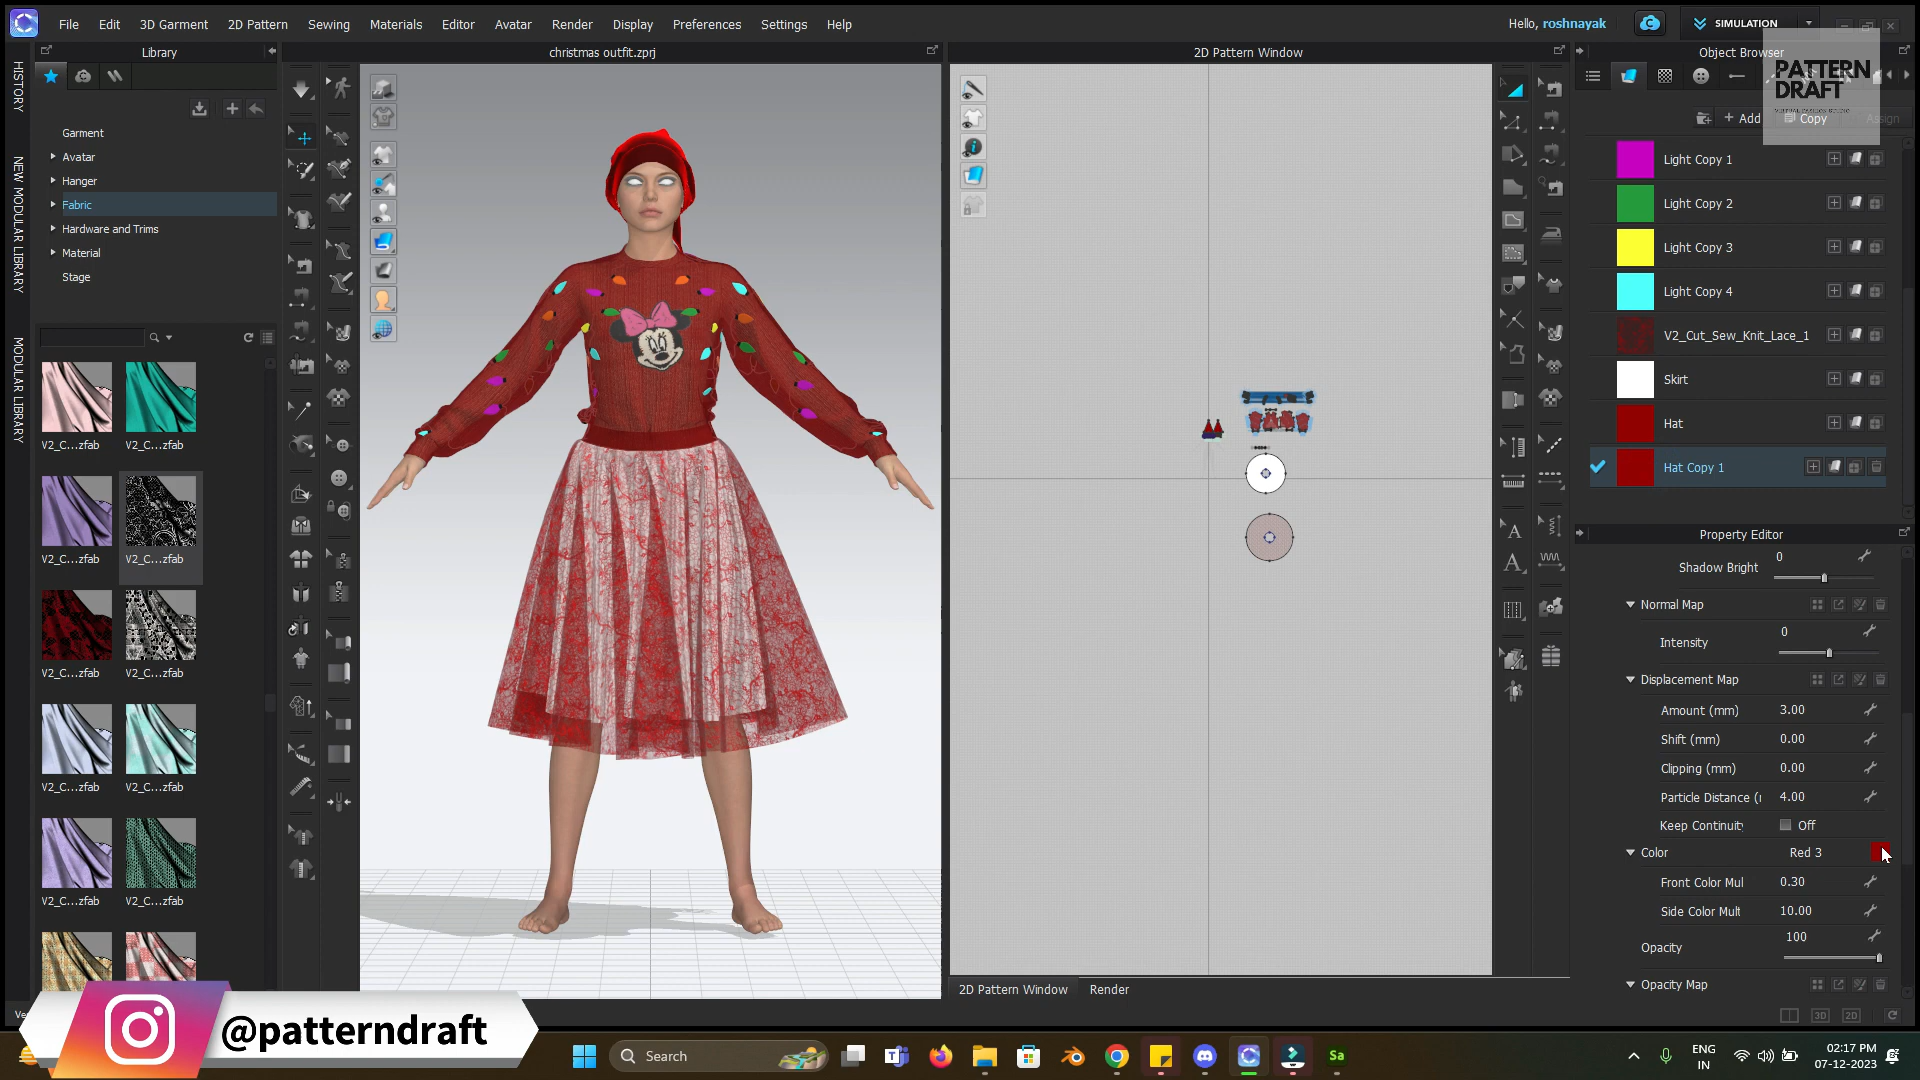 File Edit 3D Garment 2D Pattern Sewing Materials Editor Avatar Render Display Preferences Settings Help
Hello, roshnayak
SIMULATION
Library
christmas outfit.zprj
2D Pattern Window
Object Browser
PATTERN
DRAFT
HISTORY
NEW MODULAR LIBRARY
MODULAR LIBRARY
Garment
Avatar
Hanger
Fabric
Hardware and Trims
Material
Stage
V2_C...zfab V2_C...zfab
V2_C...zfab V2_C...zfab
V2_C...zfab V2_C...zfab
V2_C...zfab V2_C...zfab
V2_C...zfab V2_C...zfab
+ Add Copy Assign
Light Copy 1
Light Copy 2
Light Copy 3
Light Copy 4
V2_Cut_Sew_Knit_Lace_1
Skirt
Hat
Hat Copy 1
Property Editor
Shadow Bright 0
Normal Map
Intensity 0
Displacement Map
Amount (mm) 3.00
Shift (mm) 0.00
Clipping (mm) 0.00
Particle Distance (r 4.00
Keep Continuity Off
Color Red 3
Front Color Mul 0.30
Side Color Mult 10.00
Opacity 100
Opacity Map
3D 2D
2D Pattern Window Render
Ve
@patterndraft
Search
Sa
ENG
IN
02:17 PM
07-12-2023